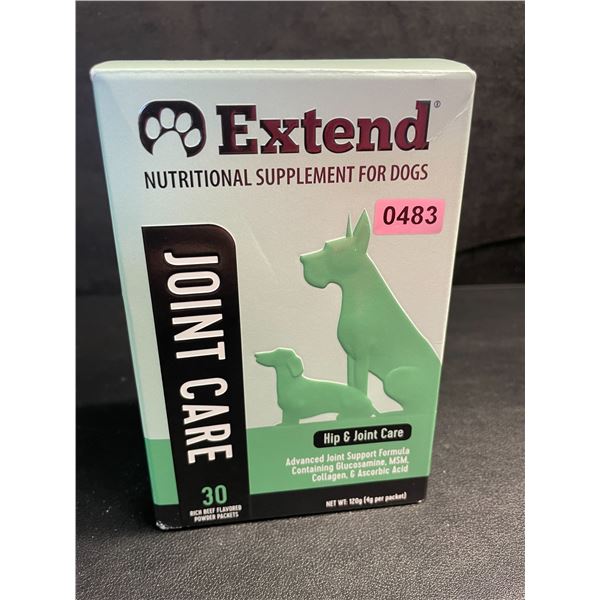 Extend®
NUTRITIONAL SUPPLEMENT FOR DOGS
0483
JOINT CARE
Hip & Joint Care
Advanced Joint Support Formula
Containing Glucosamine, MSM,
Collagen, & Ascorbic Acid
30
RICH BEEF FLAVORED
POWDER PACKETS
NET WT: 120g (4g per packet)